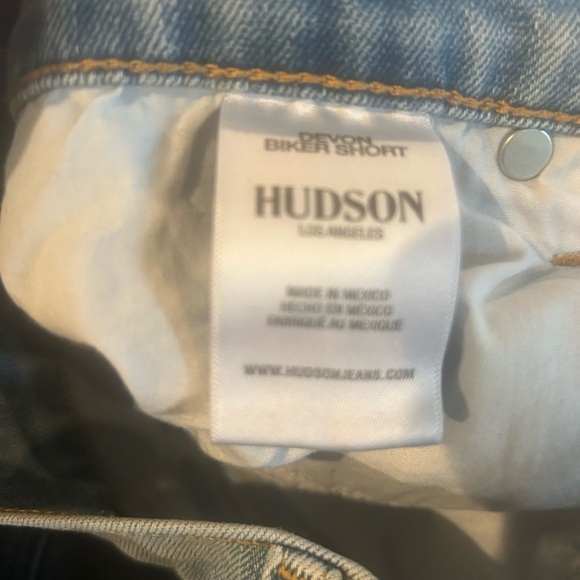 DEVON
BIKER SHORT
HUDSON
LOS ANGELES
MADE IN MEXICO
HECHO EN MÉXICO
FABRIQUÉ AU MEXIQUE
WWW.HUDSONJEANS.COM